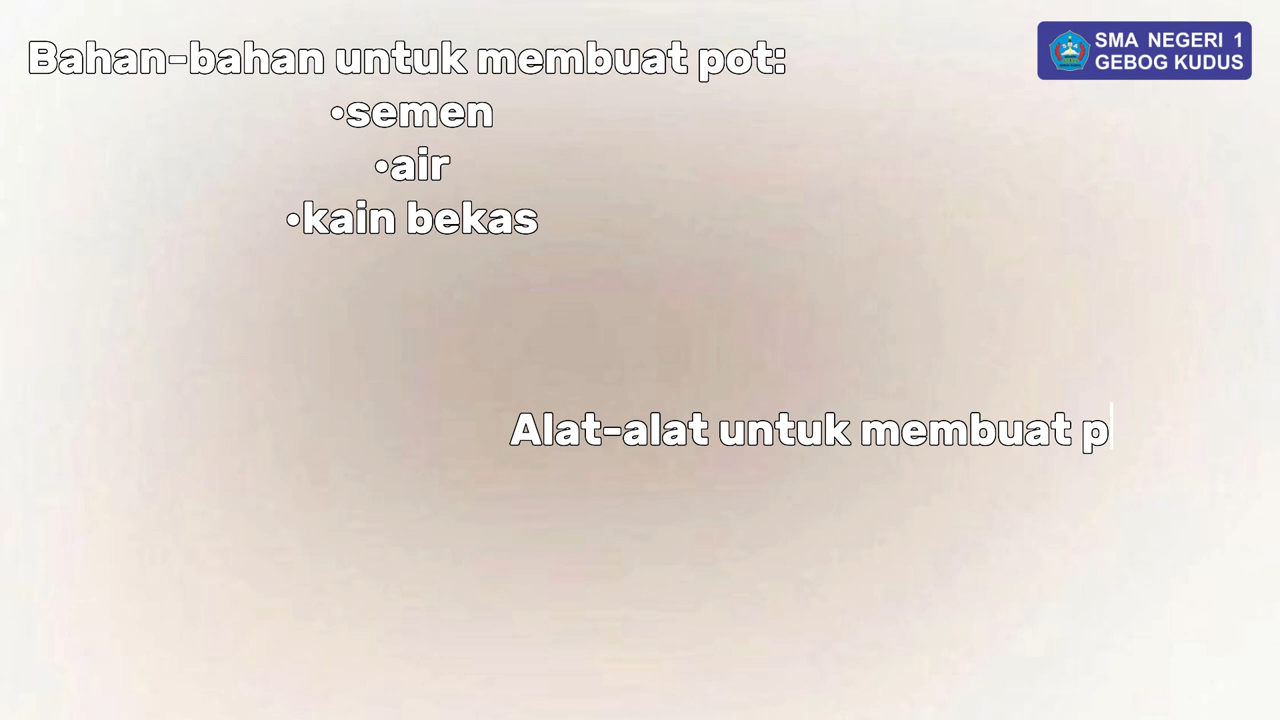 Bahan-bahan untuk membuat pot:
•semen
•air
•kain bekas
Alat-alat untuk membuat p
SMA NEGERI 1
GEBOG KUDUS